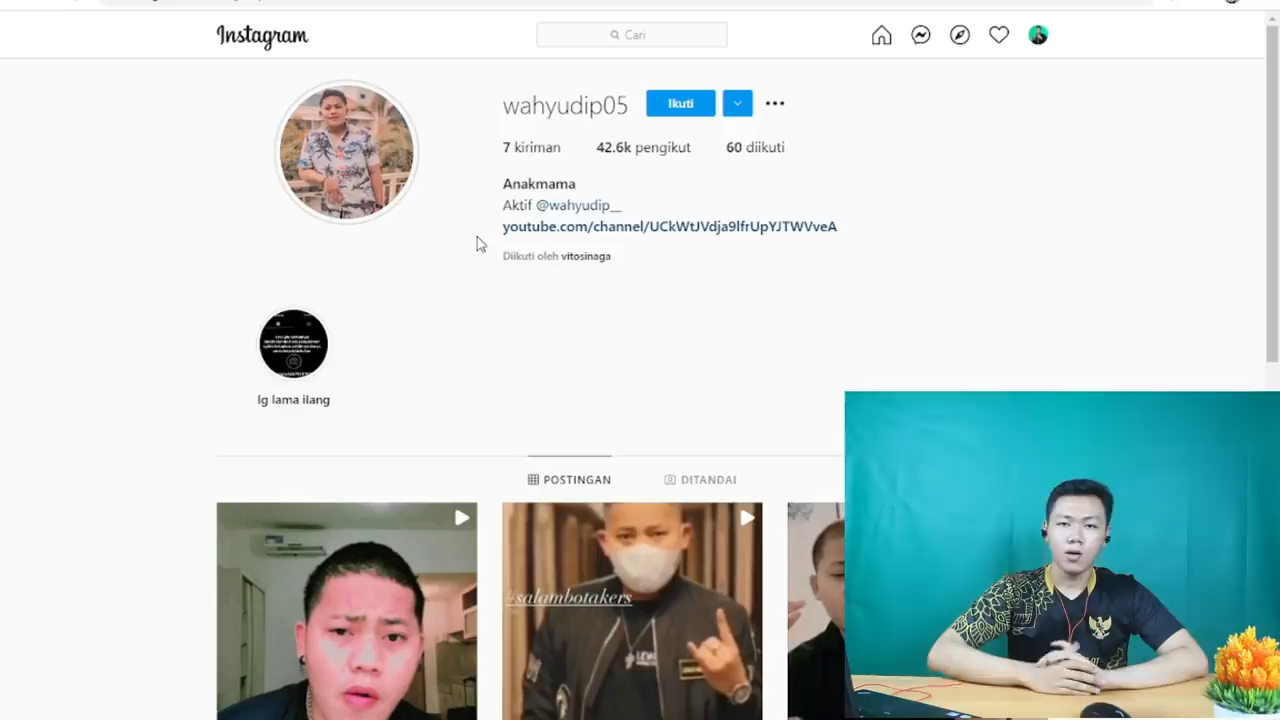 Instagram
Cari
wahyudip05
Ikuti
7 kiriman 42.6k pengikut 60 diikuti
Anakmama
Aktif @wahyudip__
youtube.com/channel/UCkWtJVdja9lfrUpYJTWVveA
Diikuti oleh vitosinaga
Ig lama ilang
POSTINGAN DITANDAI
#salambotakers